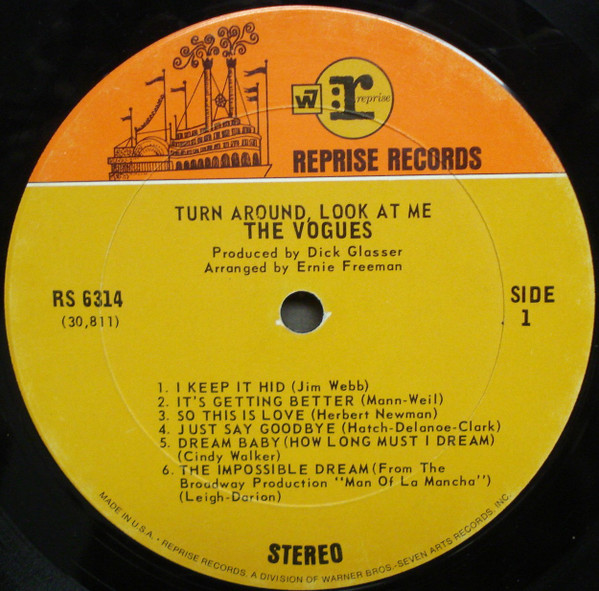 W7
r: reprise
REPRISE RECORDS
TURN AROUND, LOOK AT ME
THE VOGUES
Produced by Dick Glasser
Arranged by Ernie Freeman
RS 6314
(30,811)
SIDE
1
1. I KEEP IT HID (Jim Webb)
2. IT'S GETTING BETTER (Mann-Weil)
3. SO THIS IS LOVE (Herbert Newman)
4. JUST SAY GOODBYE (Hatch-Delanoe-Clark)
5. DREAM BABY (HOW LONG MUST I DREAM)
(Cindy Walker)
6. THE IMPOSSIBLE DREAM (From The
Broadway Production "Man Of La Mancha")
(Leigh-Darion)
STEREO
MADE IN U.S.A. • REPRISE RECORDS, A DIVISION OF WARNER BROS.-SEVEN ARTS RECORDS, INC.